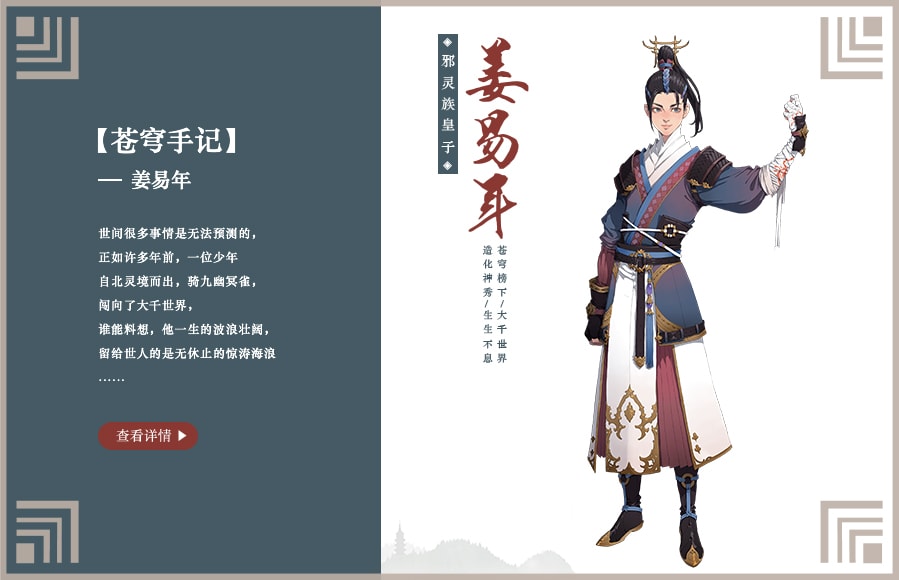 【苍穹手记】
— 姜易年
世间很多事情是无法预测的，
正如许多年前，一位少年
自北灵境而出，骑九幽冥雀，
闯向了大千世界，
谁能料想，他一生的波浪壮阔，
留给世人的是无休止的惊涛海浪
……
查看详情
邪灵族皇子
姜易年
苍穹榜下/大千世界
造化神秀/生生不息